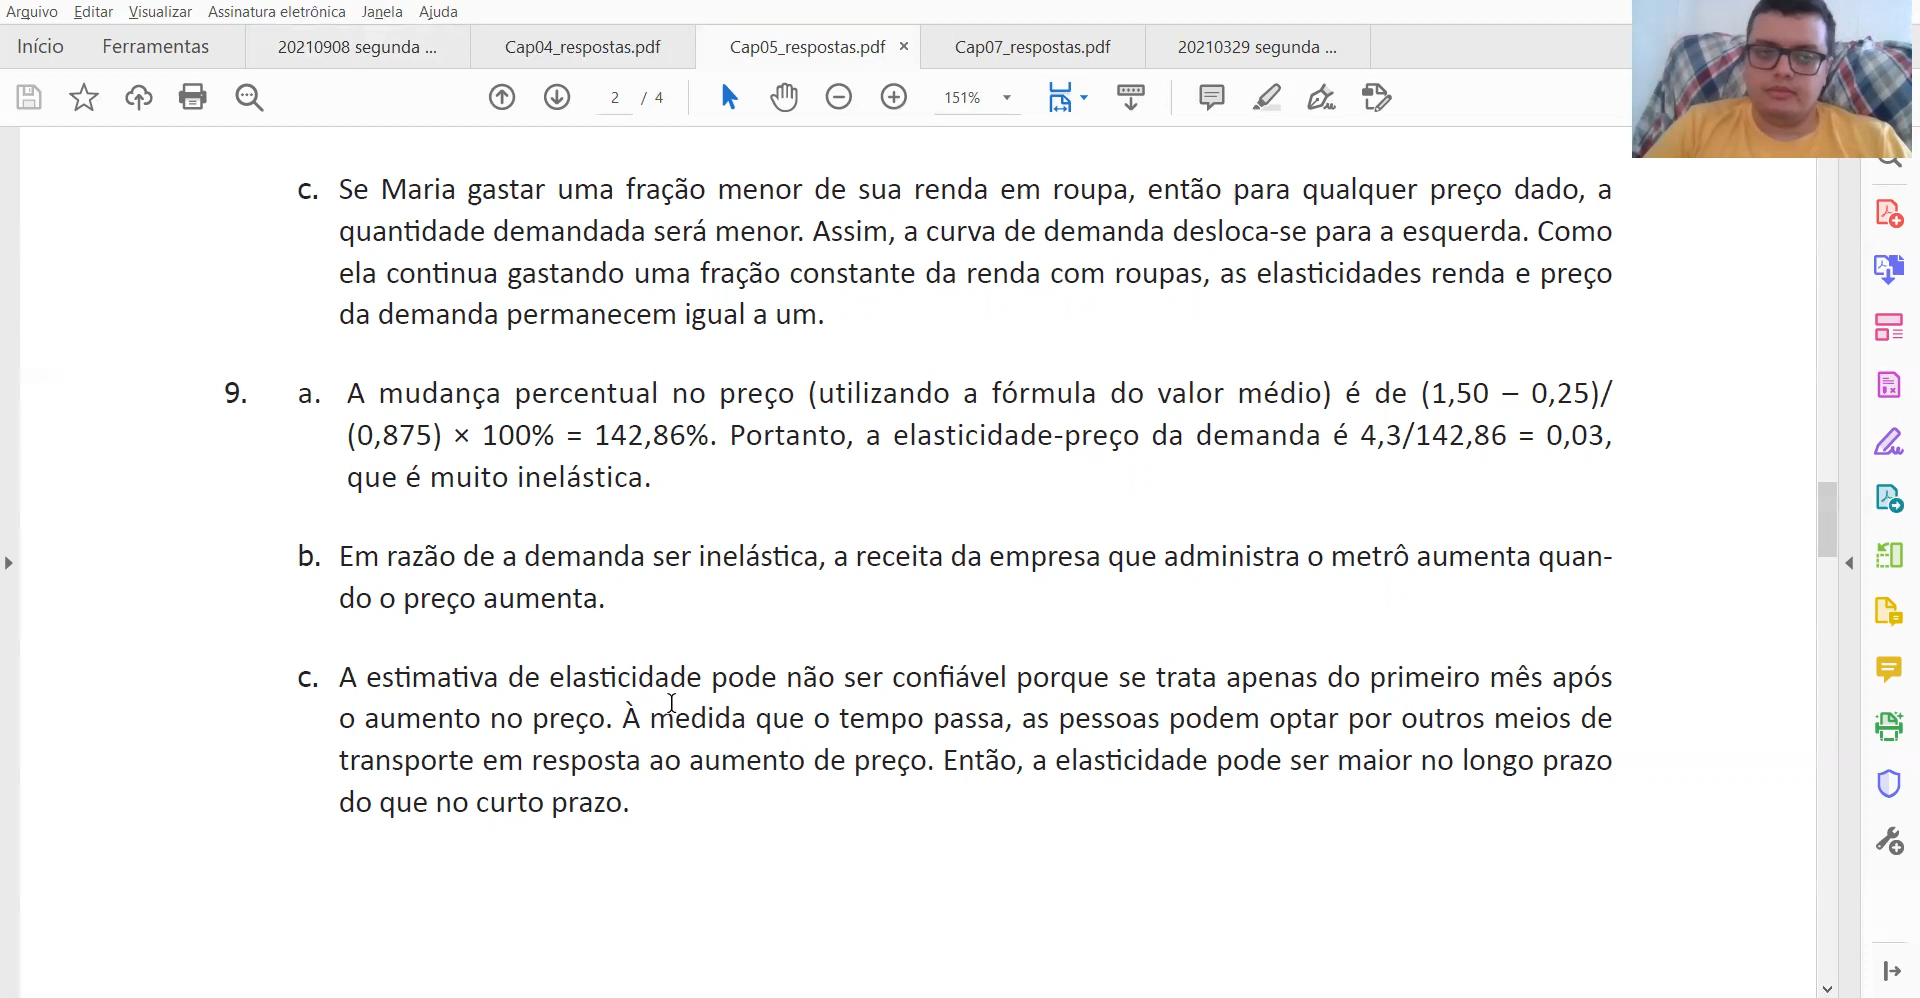 Arquivo Editar Visualizar Assinatura eletrônica Janela Ajuda
Início Ferramentas 20210908 segunda ... Cap04_respostas.pdf Cap05_respostas.pdf × Cap07_respostas.pdf 20210329 segunda ...
2 / 4 151%
c. Se Maria gastar uma fração menor de sua renda em roupa, então para qualquer preço dado, a
quantidade demandada será menor. Assim, a curva de demanda desloca-se para a esquerda. Como
ela continua gastando uma fração constante da renda com roupas, as elasticidades renda e preço
da demanda permanecem igual a um.
9. a. A mudança percentual no preço (utilizando a fórmula do valor médio) é de (1,50 – 0,25)/
(0,875) × 100% = 142,86%. Portanto, a elasticidade-preço da demanda é 4,3/142,86 = 0,03,
que é muito inelástica.
b. Em razão de a demanda ser inelástica, a receita da empresa que administra o metrô aumenta quan-
do o preço aumenta.
c. A estimativa de elasticidade pode não ser confiável porque se trata apenas do primeiro mês após
o aumento no preço. À medida que o tempo passa, as pessoas podem optar por outros meios de
transporte em resposta ao aumento de preço. Então, a elasticidade pode ser maior no longo prazo
do que no curto prazo.